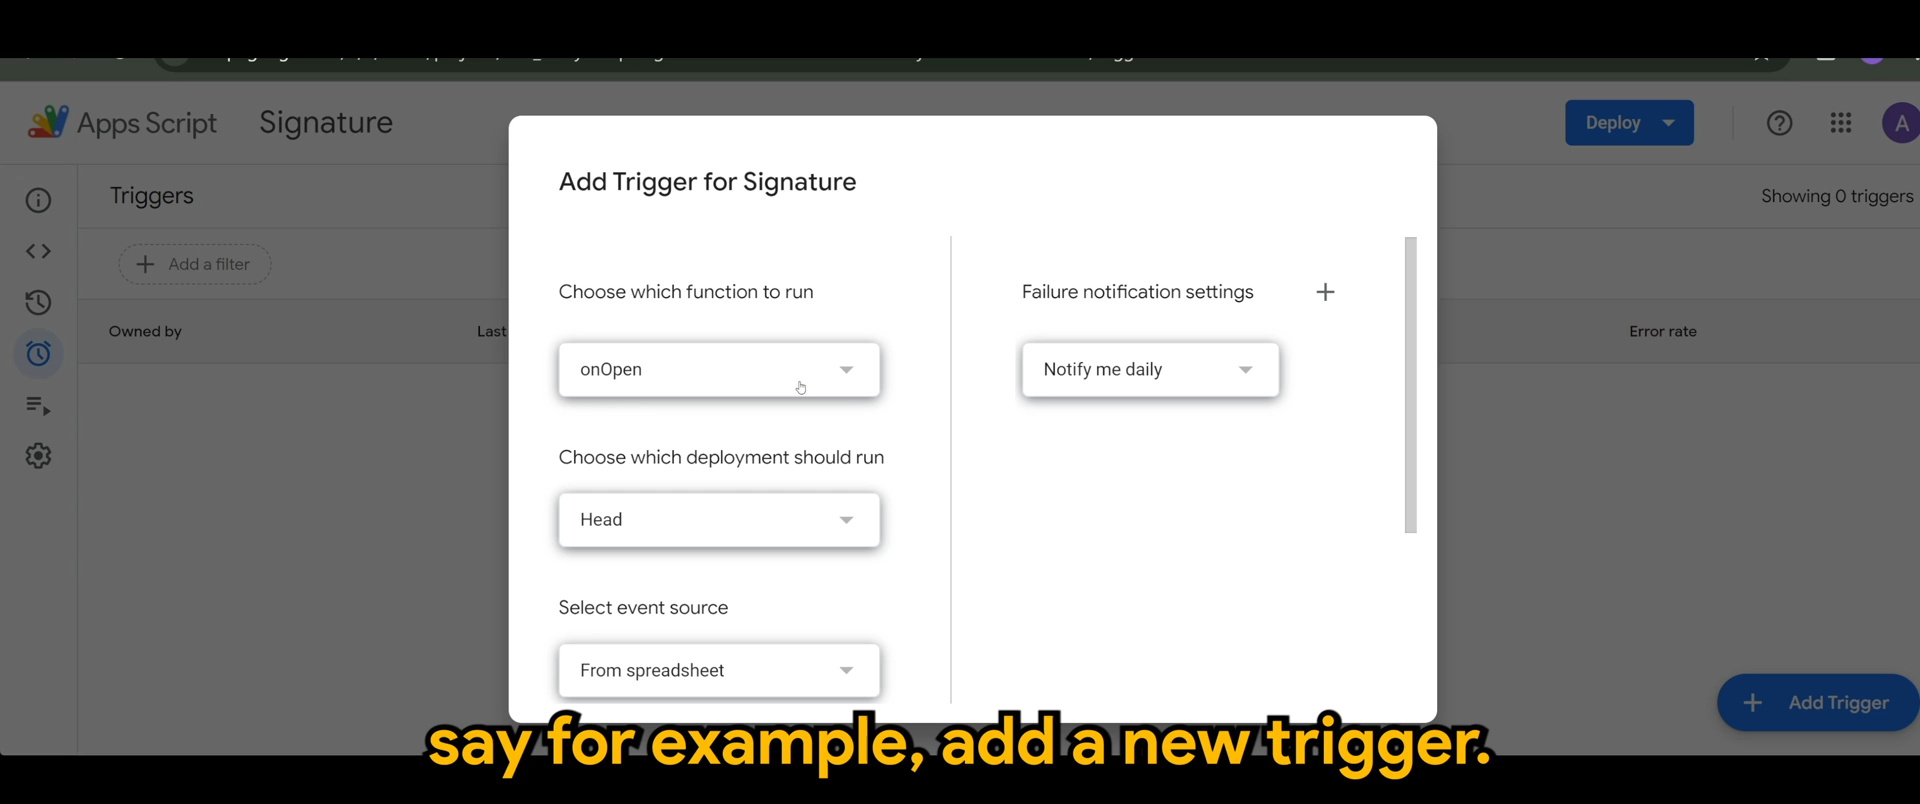 Apps Script
Signature
Deploy
A
Triggers
Showing 0 triggers
Add a filter
Owned by
Last
Error rate
Add Trigger for Signature
Choose which function to run
onOpen
Choose which deployment should run
Head
Select event source
From spreadsheet
Failure notification settings
Notify me daily
Add Trigger
say for example, add a new trigger.